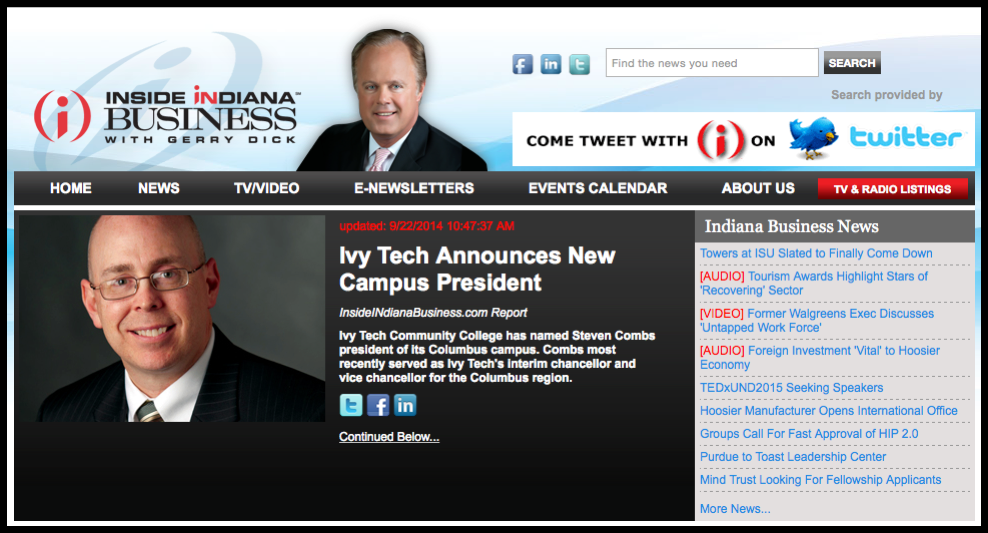 INSIDE INDIANA™
BUSINESS
WITH GERRY DICK
f in t
Find the news you need
SEARCH
Search provided by
COME TWEET WITH (i) ON twitter
HOME NEWS TV/VIDEO E-NEWSLETTERS EVENTS CALENDAR ABOUT US TV & RADIO LISTINGS
updated: 9/22/2014 10:47:37 AM
Ivy Tech Announces New
Campus President
InsideINdianaBusiness.com Report
Ivy Tech Community College has named Steven Combs
president of its Columbus campus. Combs most
recently served as Ivy Tech's interim chancellor and
vice chancellor for the Columbus region.
t f in
Continued Below...
Indiana Business News
Towers at ISU Slated to Finally Come Down
[AUDIO] Tourism Awards Highlight Stars of
'Recovering' Sector
[VIDEO] Former Walgreens Exec Discusses
'Untapped Work Force'
[AUDIO] Foreign Investment 'Vital' to Hoosier
Economy
TEDxUND2015 Seeking Speakers
Hoosier Manufacturer Opens International Office
Groups Call For Fast Approval of HIP 2.0
Purdue to Toast Leadership Center
Mind Trust Looking For Fellowship Applicants
More News...